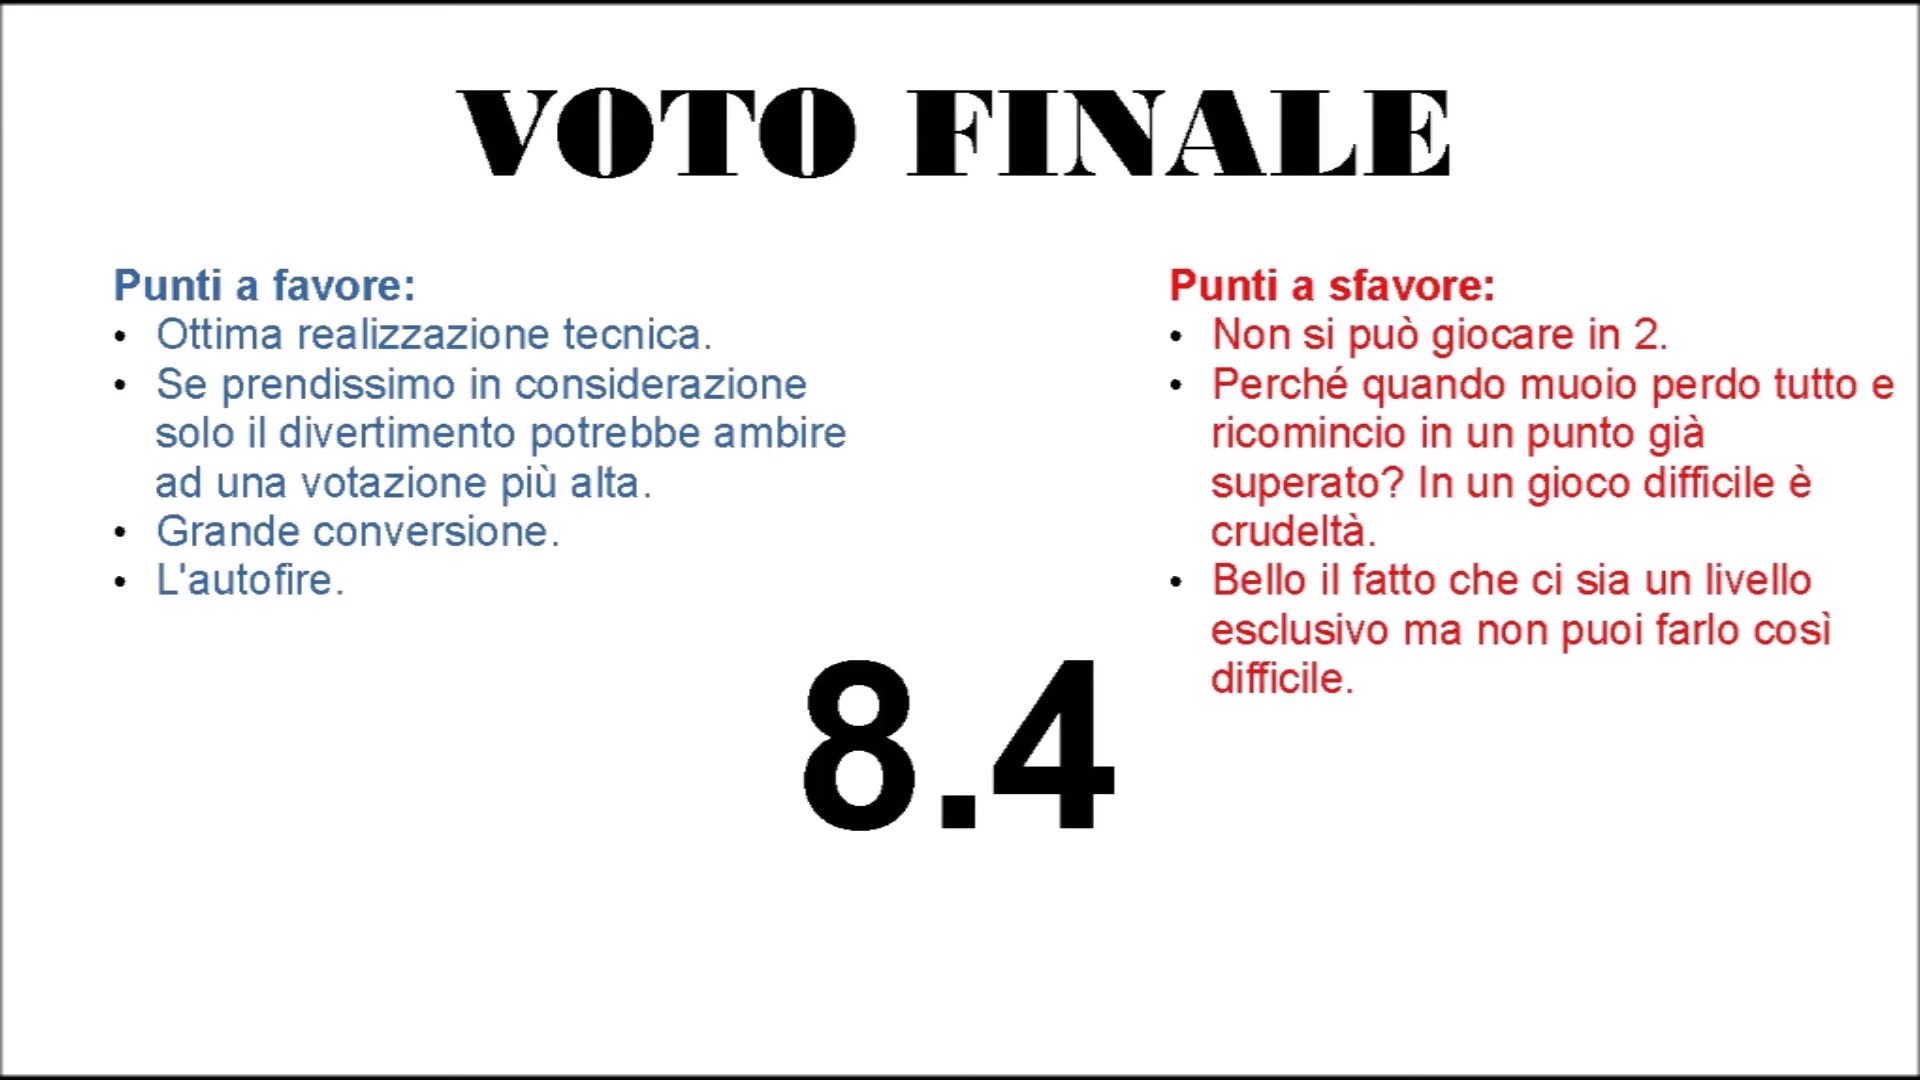 VOTO FINALE
Punti a favore:
• Ottima realizzazione tecnica.
• Se prendissimo in considerazione
solo il divertimento potrebbe ambire
ad una votazione più alta.
• Grande conversione.
• L'autofire.
Punti a sfavore:
• Non si può giocare in 2.
• Perché quando muoio perdo tutto e
ricomincio in un punto già
superato? In un gioco difficile è
crudeltà.
• Bello il fatto che ci sia un livello
esclusivo ma non puoi farlo così
difficile.
8.4